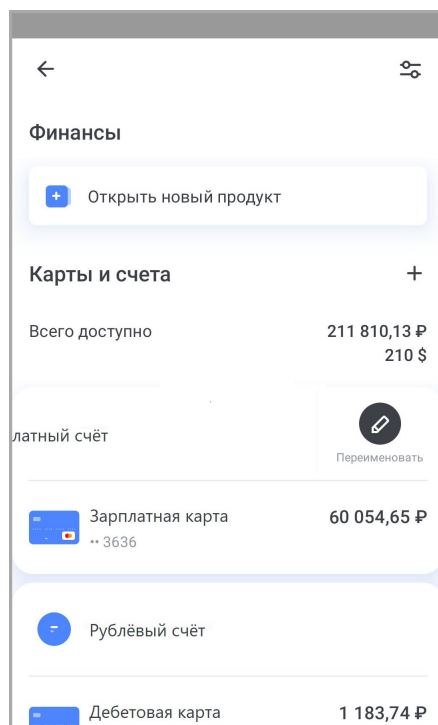 Финансы
Открыть новый продукт
Карты и счета
Всего доступно 211 810,13 ₽
210 $
латный счёт
Переименовать
Зарплатная карта 60 054,65 ₽
•• 3636
Рублёвый счёт
Дебетовая карта 1 183,74 ₽